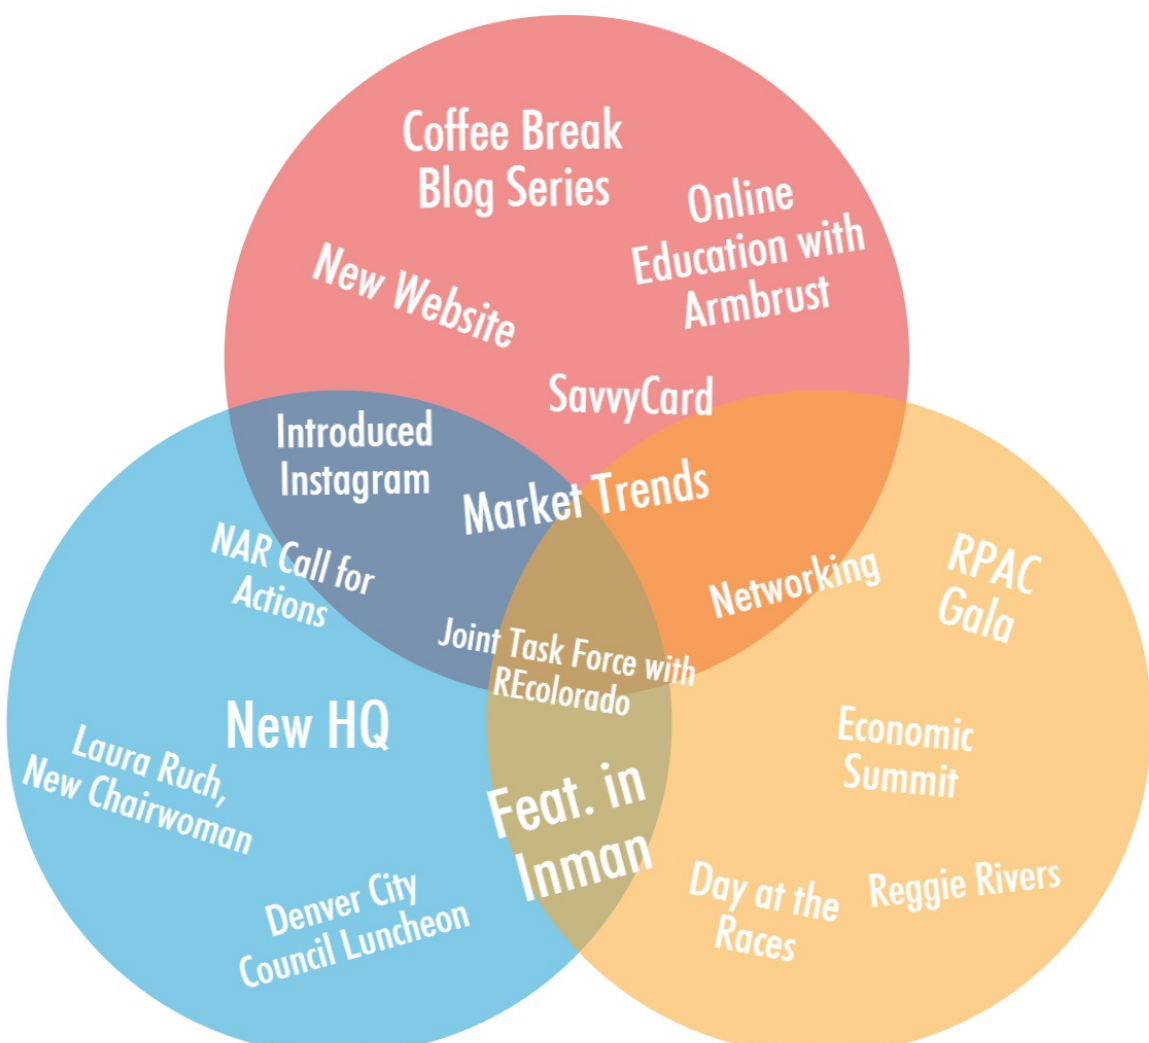 Coffee Break
Blog Series
Online
Education with
Armbrust
New Website
SavvyCard
Introduced
Instagram
Market Trends
NAR Call for
Actions
Networking
RPAC
Gala
Joint Task Force with
REcolorado
New HQ
Economic
Summit
Laura Ruch,
New Chairwoman
Feat. in
Inman
Day at the
Races
Reggie Rivers
Denver City
Council Luncheon